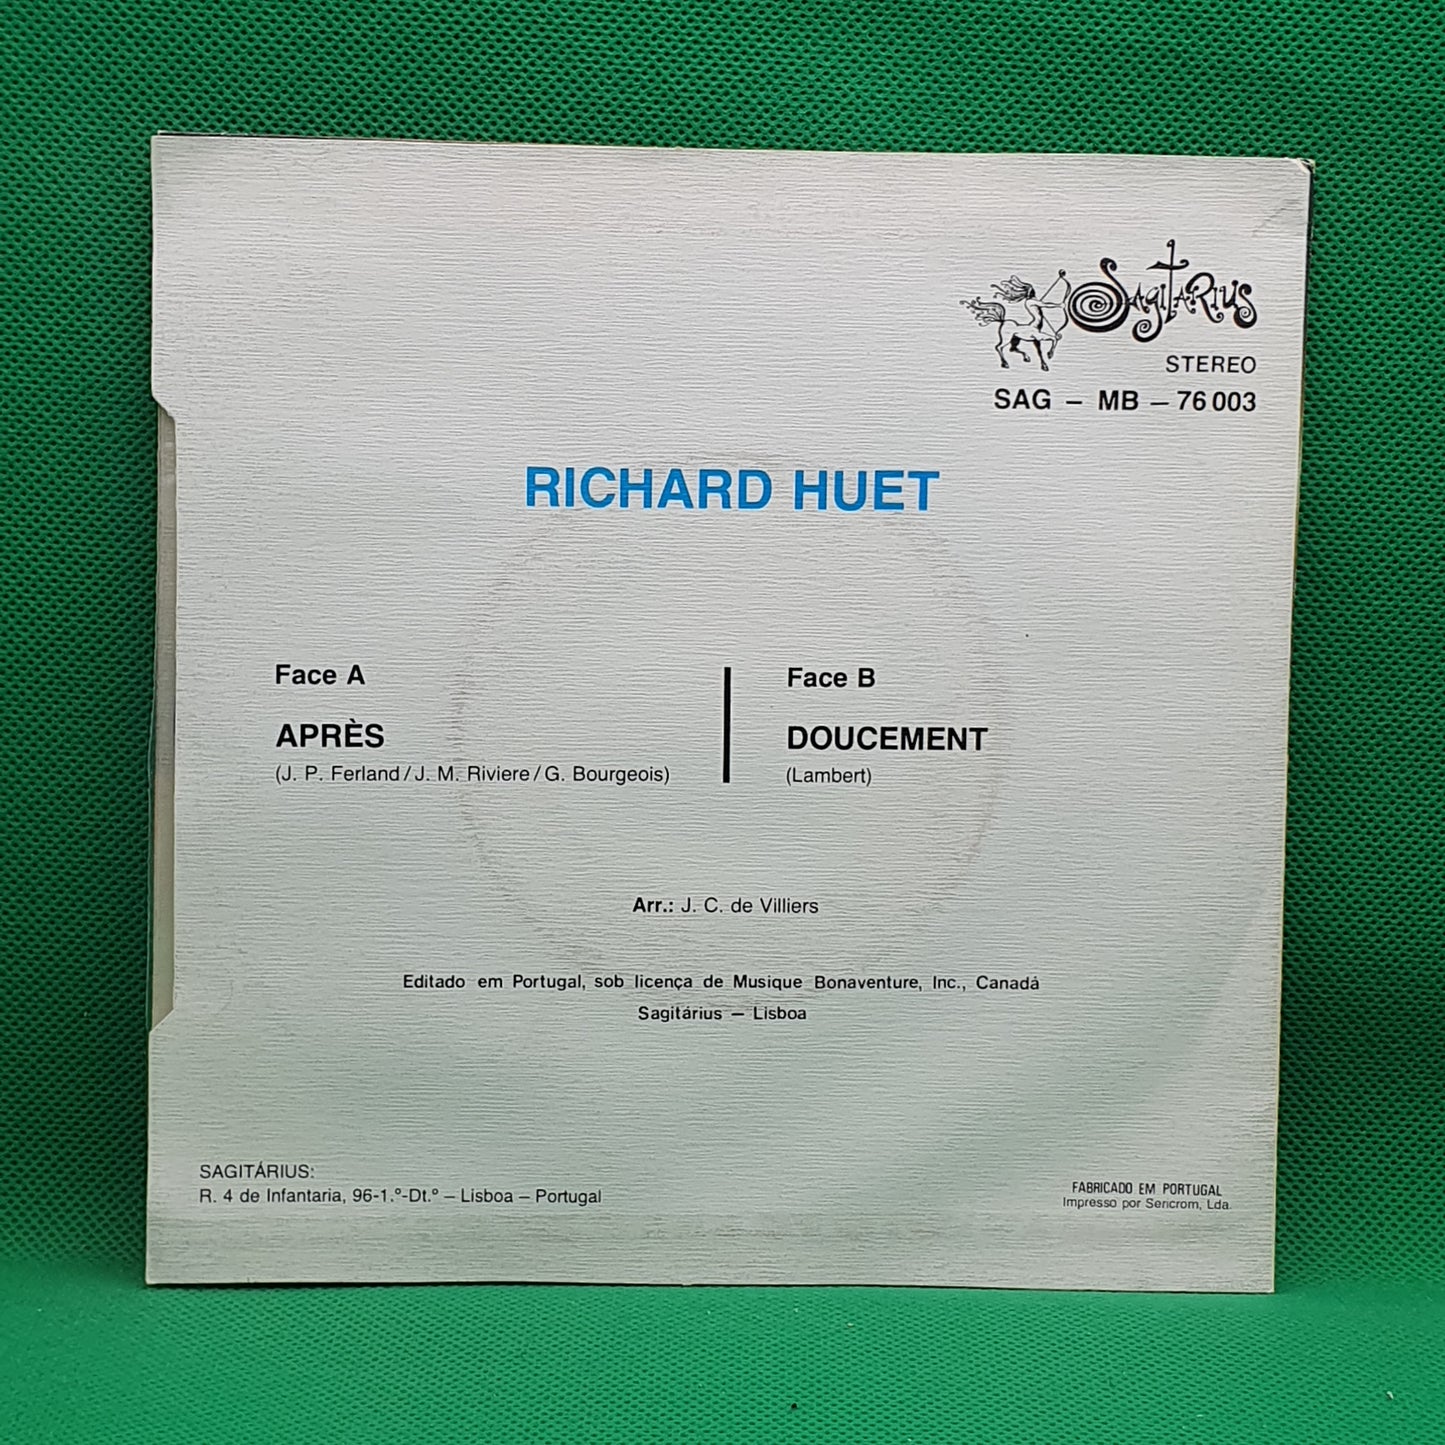 SAGITARIUS
STEREO
SAG – MB – 76 003
RICHARD HUET
Face A
APRÈS
(J. P. Ferland / J. M. Riviere / G. Bourgeois)
Face B
DOUCEMENT
(Lambert)
Arr.: J. C. de Villiers
Editado em Portugal, sob licença de Musique Bonaventure, Inc., Canadá
Sagitárius – Lisboa
SAGITÁRIUS:
R. 4 de Infantaria, 96-1.º-Dt.º – Lisboa – Portugal
FABRICADO EM PORTUGAL
Impresso por Sencrom, Lda.